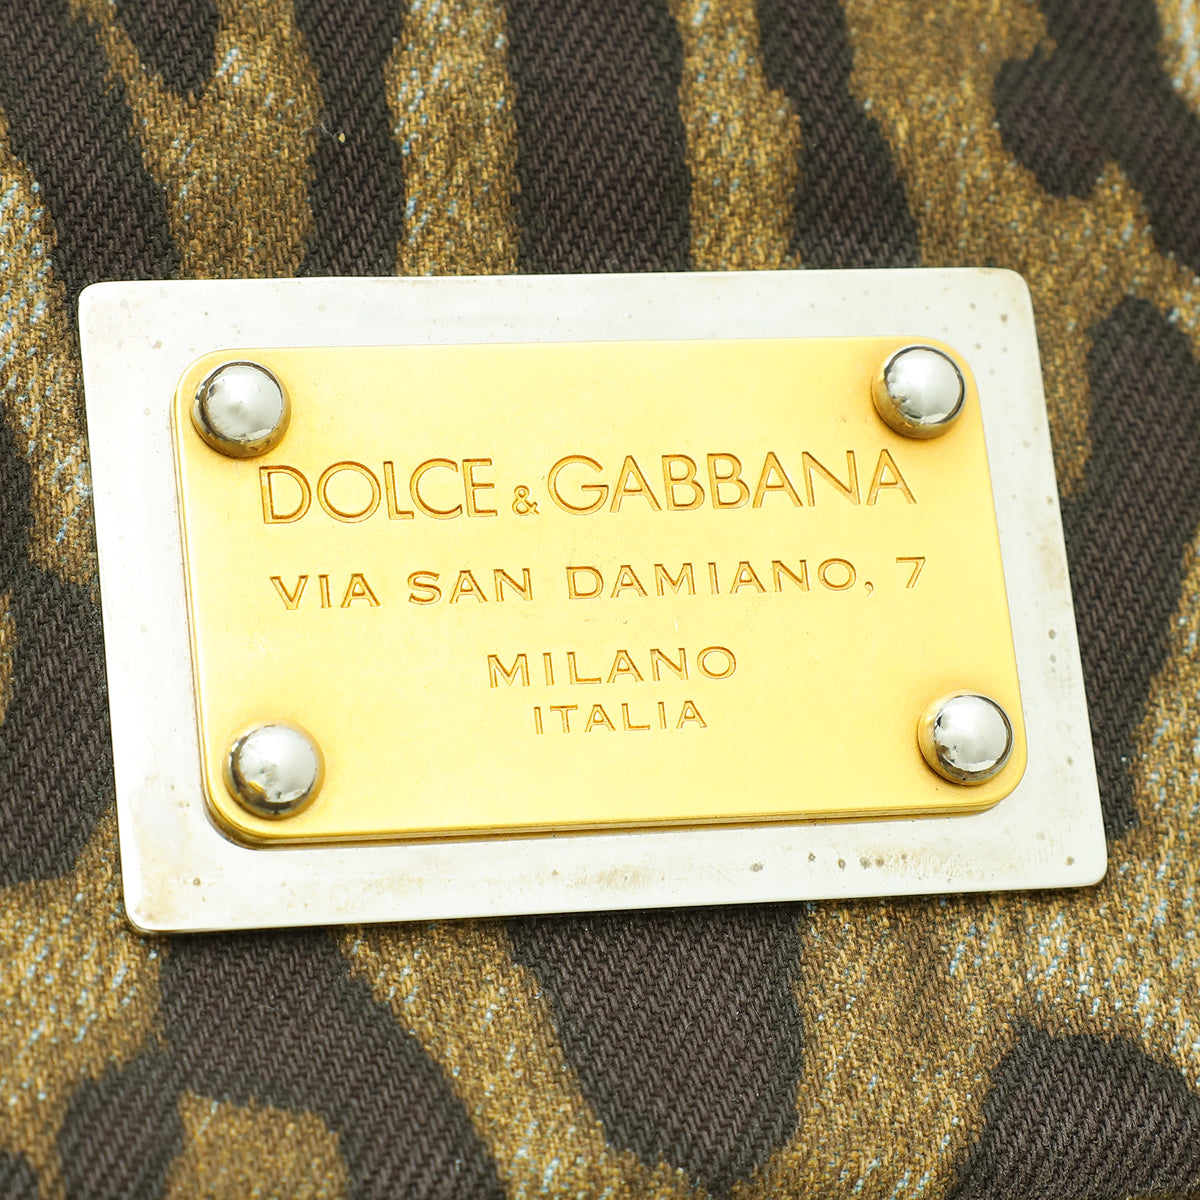 DOLCE & GABBANA
VIA SAN DAMIANO, 7
MILANO
ITALIA